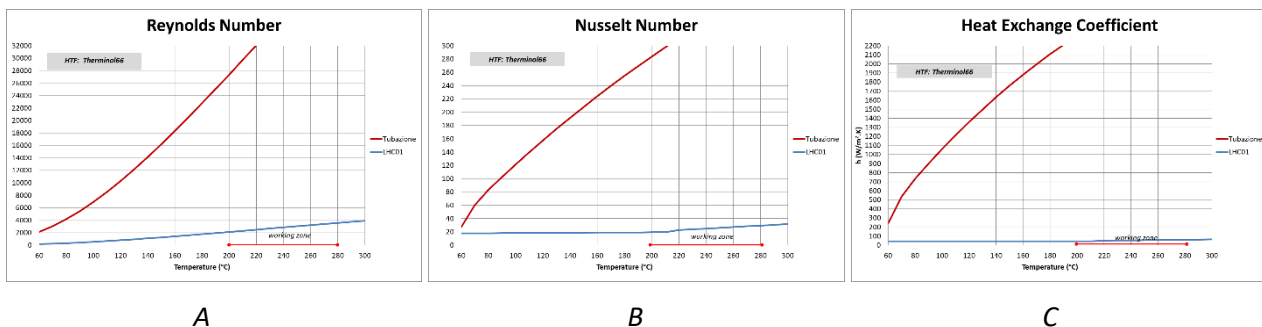 Reynolds Number
32000
30000
28000
26000
24000
22000
20000
18000
16000
14000
12000
10000
8000
6000
4000
2000
0
HTF: Therminol66
Tubazione
LHC01
working zone
60 80 100 120 140 160 180 200 220 240 260 280 300
Temperature (°C)
A
Nusselt Number
300
280
260
240
220
200
180
160
140
120
100
80
60
40
20
0
HTF: Therminol66
Tubazione
LHC01
working zone
60 80 100 120 140 160 180 200 220 240 260 280 300
Temperature (°C)
B
Heat Exchange Coefficient
h (W/m².K)
2200
2100
2000
1900
1800
1700
1600
1500
1400
1300
1200
1100
1000
900
800
700
600
500
400
300
200
100
0
HTF: Therminol66
Tubazione
LHC01
working zone
60 80 100 120 140 160 180 200 220 240 260 280 300
Temperature (°C)
C